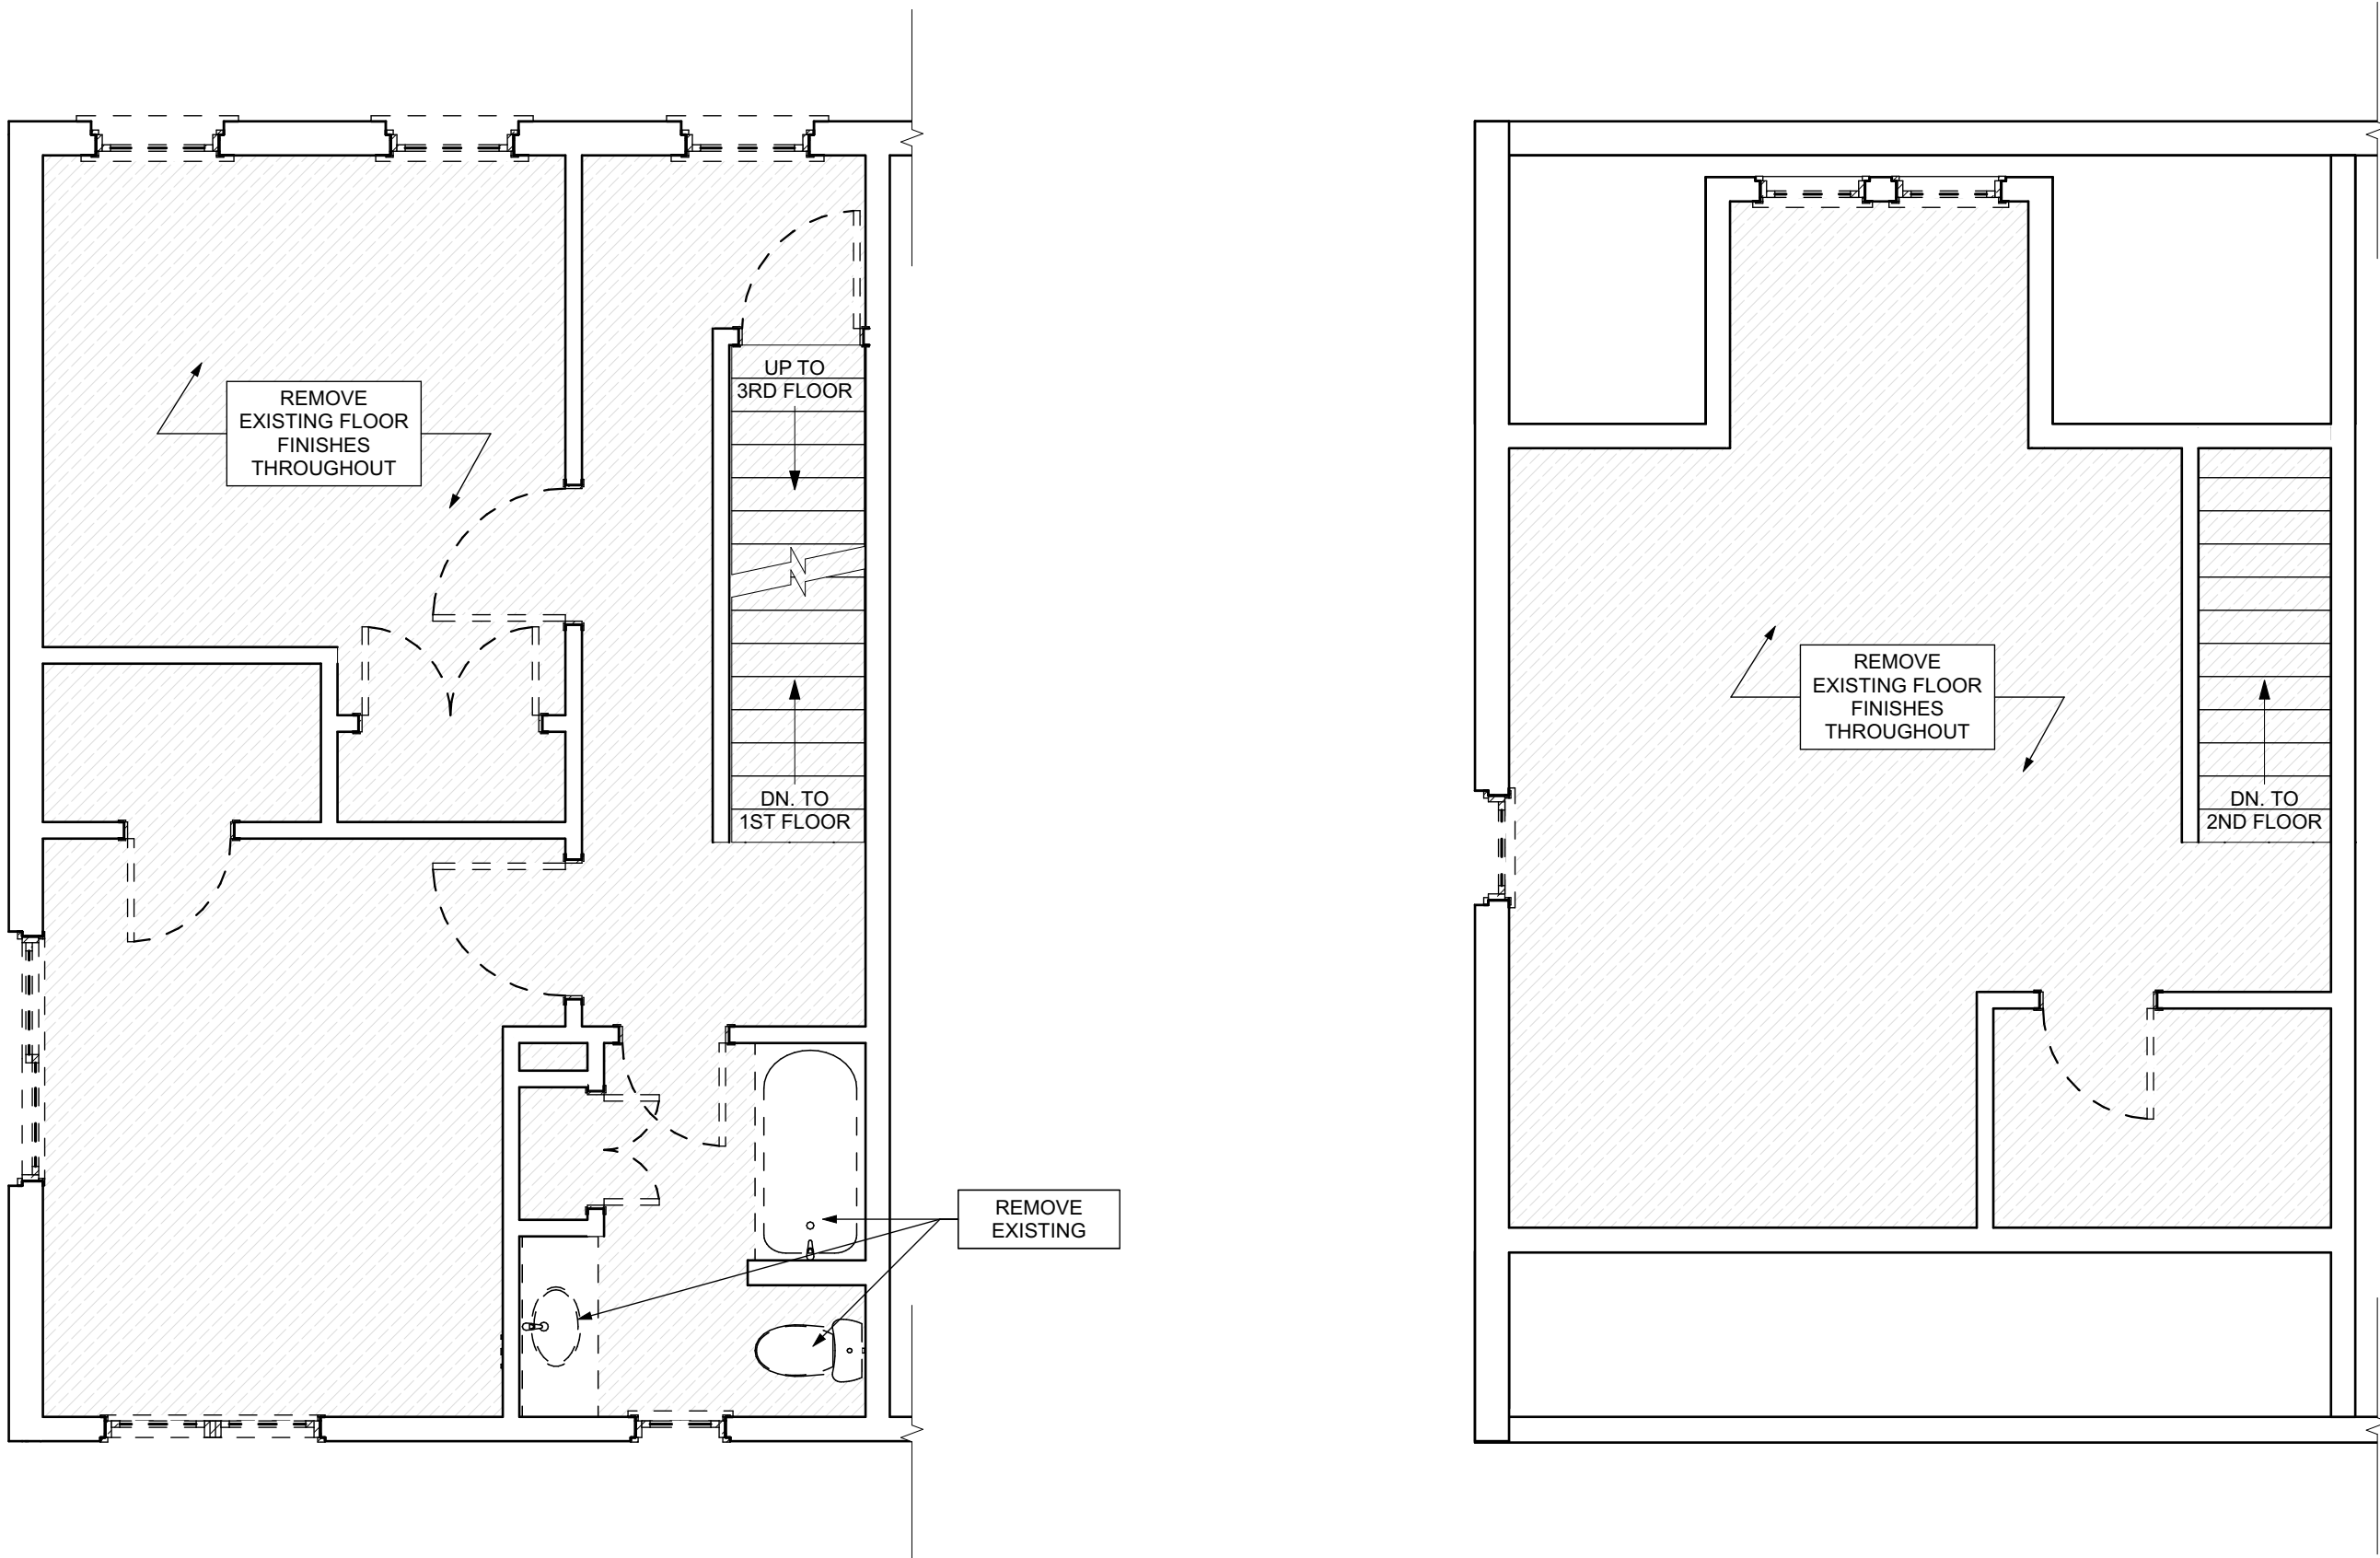 UP TO
3RD FLOOR
REMOVE
EXISTING FLOOR
FINISHES
THROUGHOUT
DN. TO
1ST FLOOR
REMOVE
EXISTING
REMOVE
EXISTING FLOOR
FINISHES
THROUGHOUT
DN. TO
2ND FLOOR